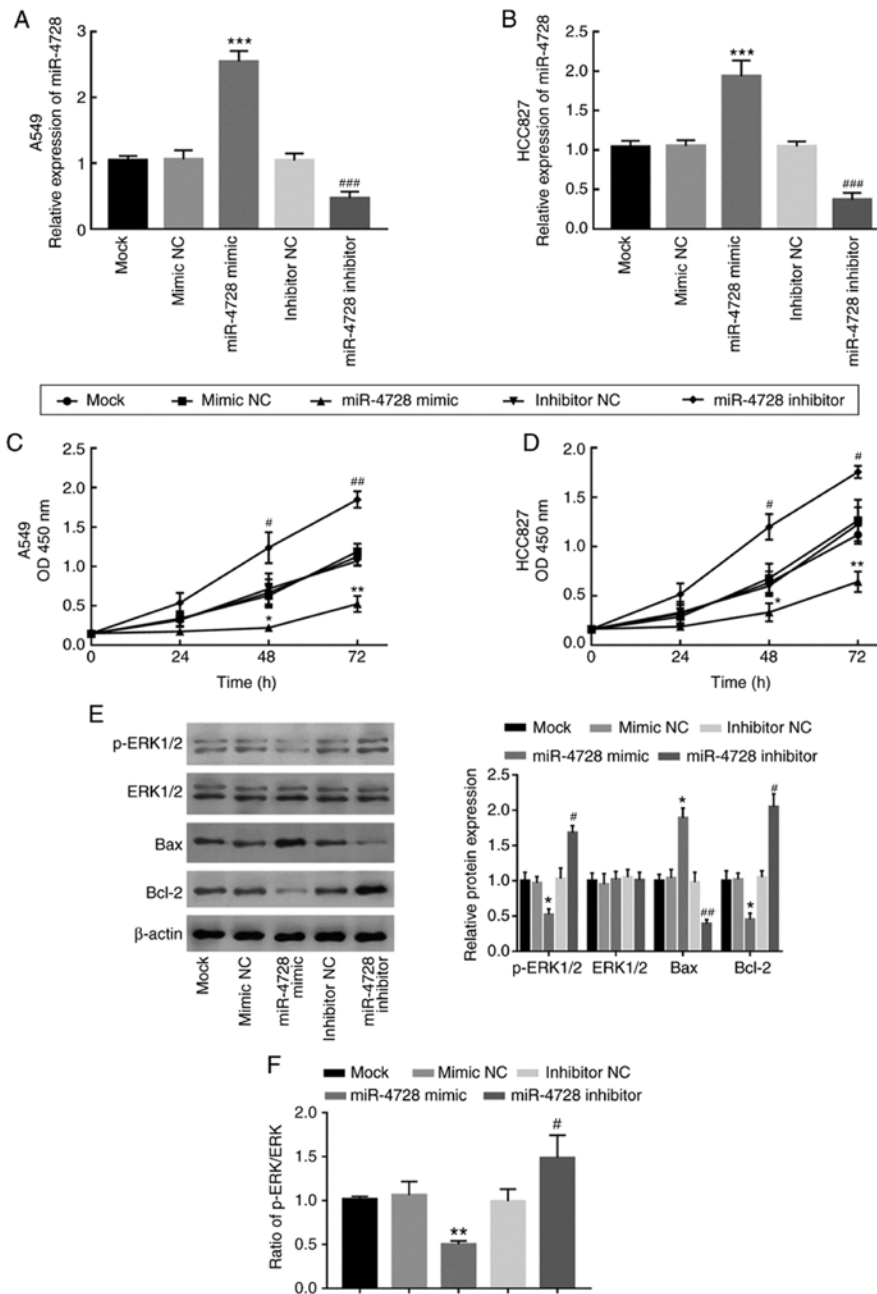 A
A549
Relative expression of miR-4728
3
2
1
0
***
###
Mock
Mimic NC
miR-4728 mimic
Inhibitor NC
miR-4728 inhibitor
B
HCC827
Relative expression of miR-4728
2.5
2.0
1.5
1.0
0.5
0.0
***
###
Mock
Mimic NC
miR-4728 mimic
Inhibitor NC
miR-4728 inhibitor
Mock Mimic NC miR-4728 mimic Inhibitor NC miR-4728 inhibitor
C
A549
OD 450 nm
2.5
2.0
1.5
1.0
0.5
0.0
#
##
*
**
0 24 48 72
Time (h)
D
HCC827
OD 450 nm
2.0
1.5
1.0
0.5
0.0
#
#
*
**
0 24 48 72
Time (h)
E
p-ERK1/2
ERK1/2
Bax
Bcl-2
β-actin
Mock
Mimic NC
miR-4728
mimic
Inhibitor NC
miR-4728
inhibitor
Mock Mimic NC Inhibitor NC
miR-4728 mimic miR-4728 inhibitor
Relative protein expression
2.5
2.0
1.5
1.0
0.5
0.0
*
#
*
##
*
#
p-ERK1/2 ERK1/2 Bax Bcl-2
F
Mock Mimic NC Inhibitor NC
miR-4728 mimic miR-4728 inhibitor
Ratio of p-ERK/ERK
2.0
1.5
1.0
0.5
0.0
**
#